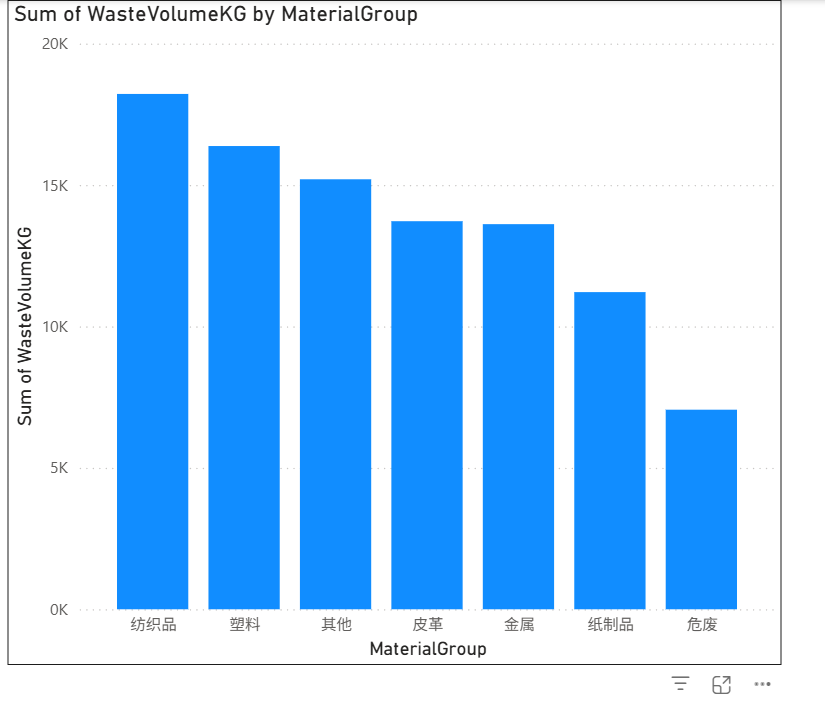 Sum of WasteVolumeKG by MaterialGroup
20K
15K
10K
5K
0K
Sum of WasteVolumeKG
纺织品 塑料 其他 皮革 金属 纸制品 危废
MaterialGroup